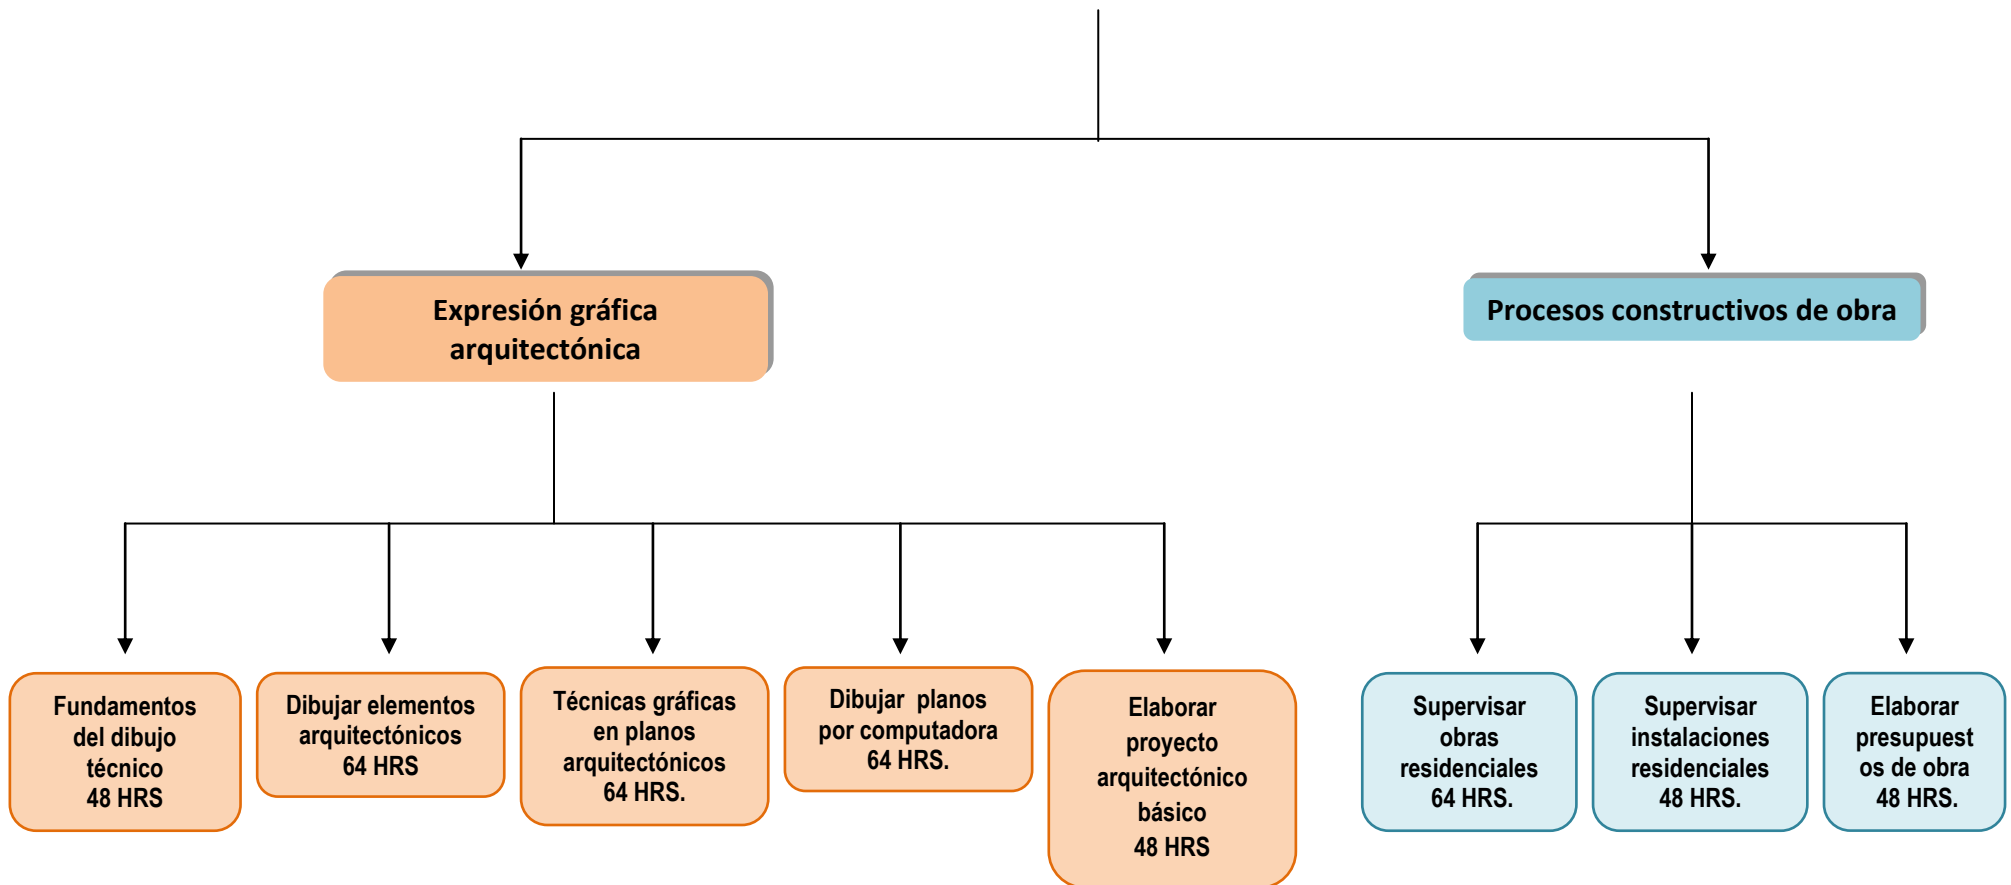 Expresión gráfica
arquitectónica
Procesos constructivos de obra
Fundamentos
del dibujo
técnico
48 HRS
Dibujar elementos
arquitectónicos
64 HRS
Técnicas gráficas
en planos
arquitectónicos
64 HRS.
Dibujar planos
por computadora
64 HRS.
Elaborar
proyecto
arquitectónico
básico
48 HRS
Supervisar
obras
residenciales
64 HRS.
Supervisar
instalaciones
residenciales
48 HRS.
Elaborar
presupuest
os de obra
48 HRS.